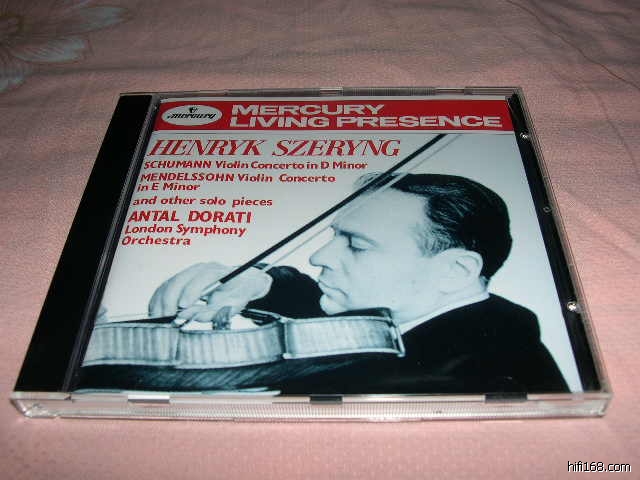 mercury
MERCURY
LIVING PRESENCE
HENRYK SZERYNG
SCHUMANN Violin Concerto in D Minor
MENDELSSOHN Violin Concerto
in E Minor
and other solo pieces
ANTAL DORATI
London Symphony
Orchestra
hifi168.com